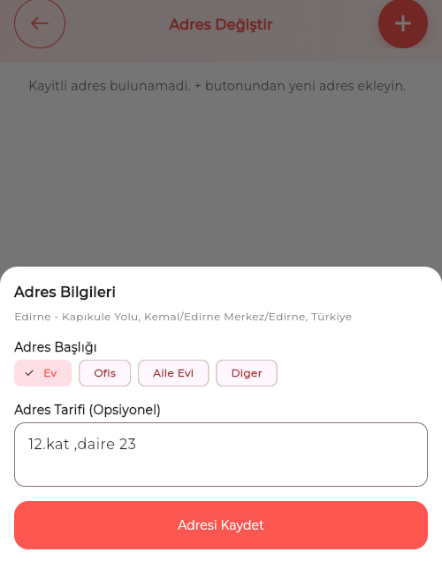 Adres Değiştir
Kayitli adres bulunamadi. + butonundan yeni adres ekleyin.
Adres Bilgileri
Edirne - Kapıkule Yolu, Kemal/Edirne Merkez/Edirne, Türkiye
Adres Başlığı
Ev Ofis Aile Evi Diger
Adres Tarifi (Opsiyonel)
12.kat ,daire 23
Adresi Kaydet